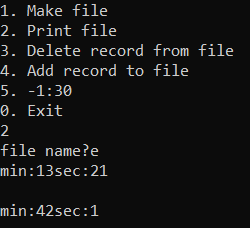 1. Make file
2. Print file
3. Delete record from file
4. Add record to file
5. -1:30
0. Exit
2
file name?e
min:13sec:21
min:42sec:1